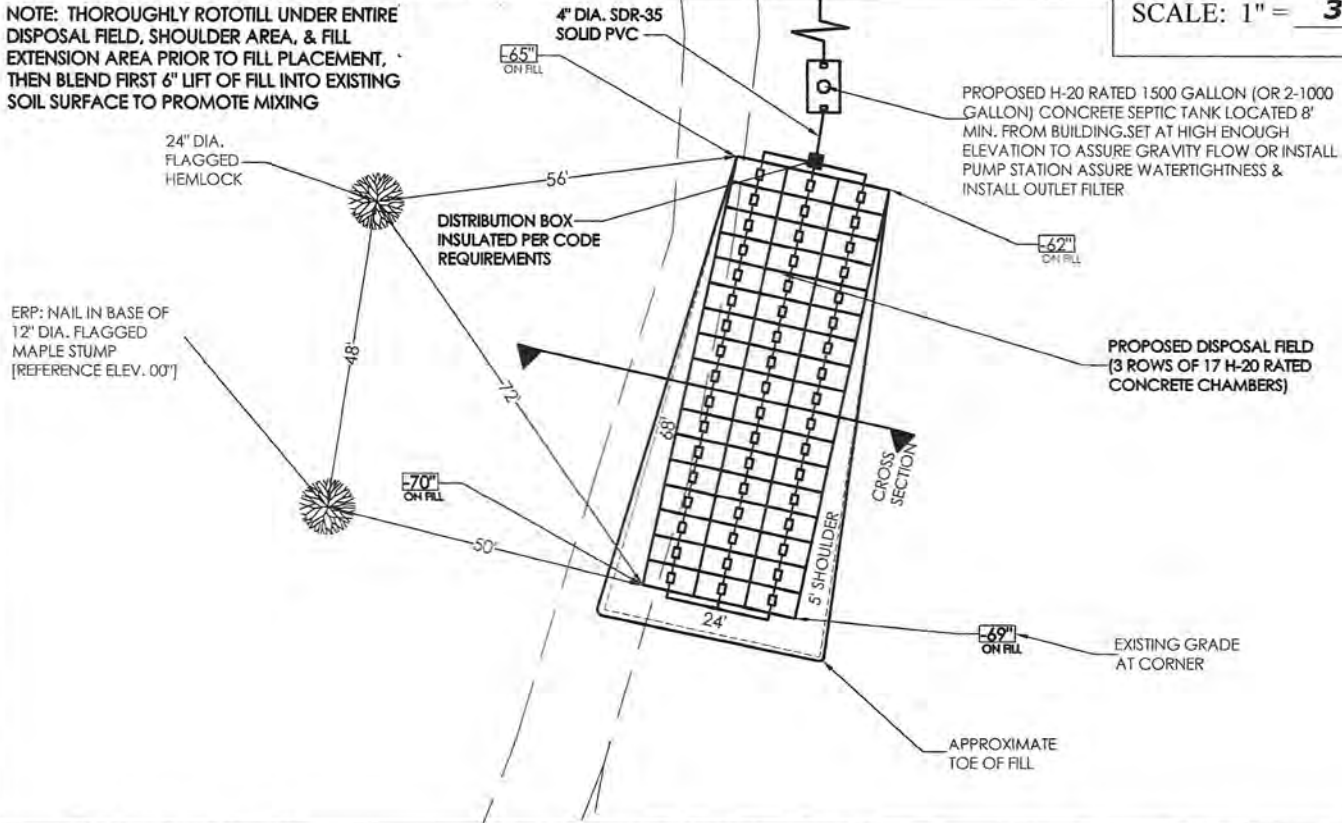 NOTE: THOROUGHLY ROTOTILL UNDER ENTIRE
DISPOSAL FIELD, SHOULDER AREA, & FILL
EXTENSION AREA PRIOR TO FILL PLACEMENT,
THEN BLEND FIRST 6" LIFT OF FILL INTO EXISTING
SOIL SURFACE TO PROMOTE MIXING
4" DIA. SDR-35
SOLID PVC
SCALE: 1" = 3
-65"
ON FILL
PROPOSED H-20 RATED 1500 GALLON (OR 2-1000
GALLON) CONCRETE SEPTIC TANK LOCATED 8'
MIN. FROM BUILDING.SET AT HIGH ENOUGH
ELEVATION TO ASSURE GRAVITY FLOW OR INSTALL
PUMP STATION ASSURE WATERTIGHTNESS &
INSTALL OUTLET FILTER
24" DIA.
FLAGGED
HEMLOCK
56'
DISTRIBUTION BOX
INSULATED PER CODE
REQUIREMENTS
-62"
ON FILL
ERP: NAIL IN BASE OF
12" DIA. FLAGGED
MAPLE STUMP
[REFERENCE ELEV. 00"]
48'
72'
PROPOSED DISPOSAL FIELD
(3 ROWS OF 17 H-20 RATED
CONCRETE CHAMBERS)
68'
CROSS
SECTION
-70"
ON FILL
50'
5' SHOULDER
24'
-69"
ON FILL
EXISTING GRADE
AT CORNER
APPROXIMATE
TOE OF FILL